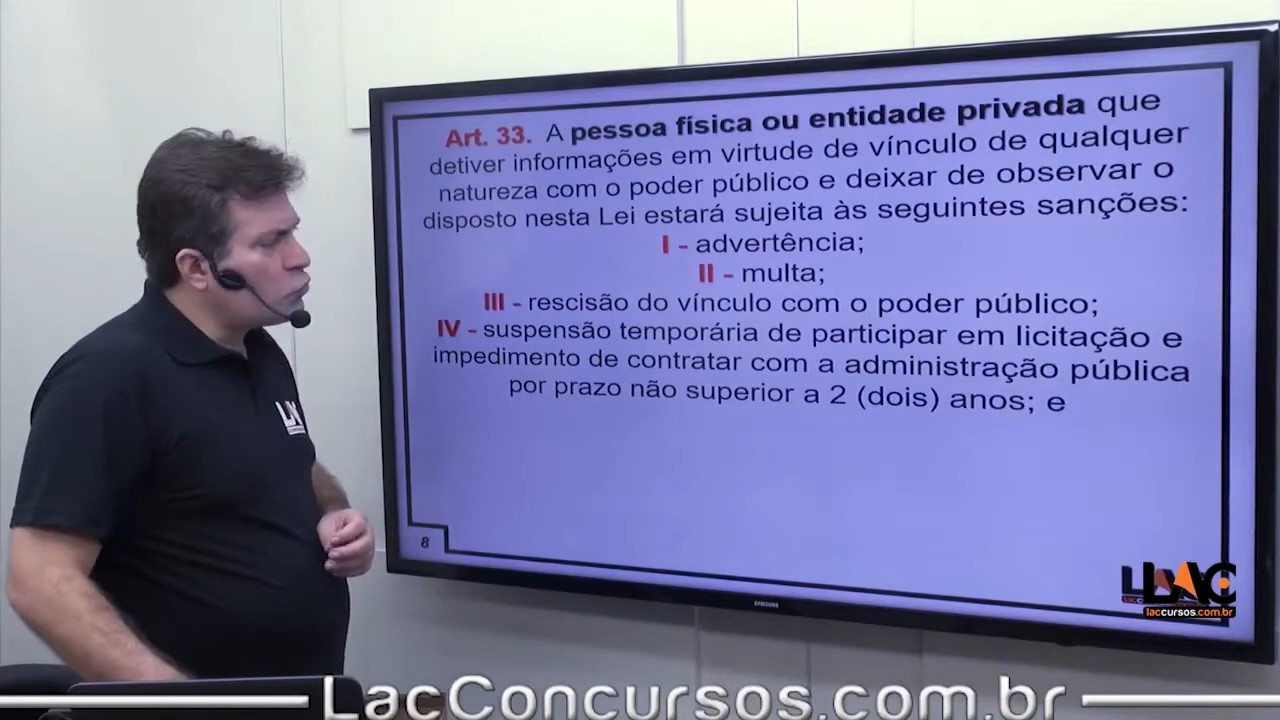 Art. 33. A pessoa física ou entidade privada que
detiver informações em virtude de vínculo de qualquer
natureza com o poder público e deixar de observar o
disposto nesta Lei estará sujeita às seguintes sanções:
I - advertência;
II - multa;
III - rescisão do vínculo com o poder público;
IV - suspensão temporária de participar em licitação e
impedimento de contratar com a administração pública
por prazo não superior a 2 (dois) anos; e
8
LAC
LAC
laccursos.com.br
SAMSUNG
LacConcursos.com.br